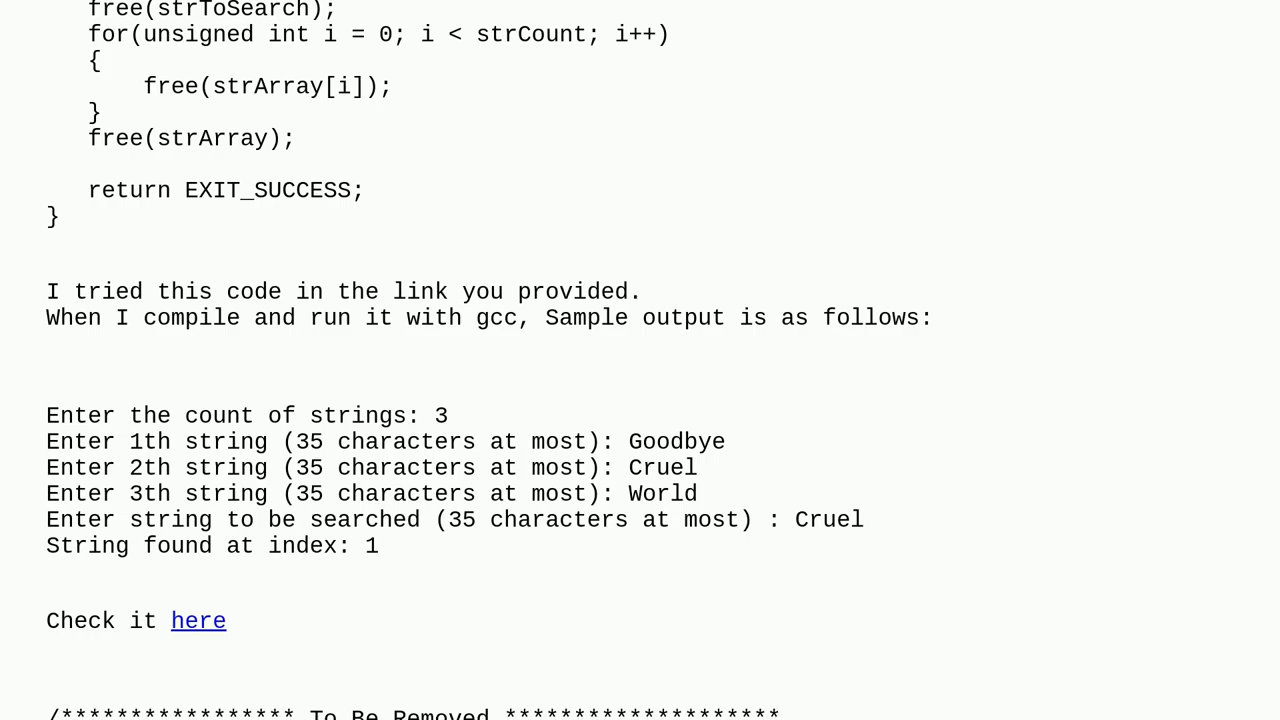 free(strToSearch);
for(unsigned int i = 0; i < strCount; i++)
{
free(strArray[i]);
}
free(strArray);
return EXIT_SUCCESS;
}
I tried this code in the link you provided.
When I compile and run it with gcc, Sample output is as follows:
Enter the count of strings: 3
Enter 1th string (35 characters at most): Goodbye
Enter 2th string (35 characters at most): Cruel
Enter 3th string (35 characters at most): World
Enter string to be searched (35 characters at most) : Cruel
String found at index: 1
Check it here
/***************** To Be Removed ********************